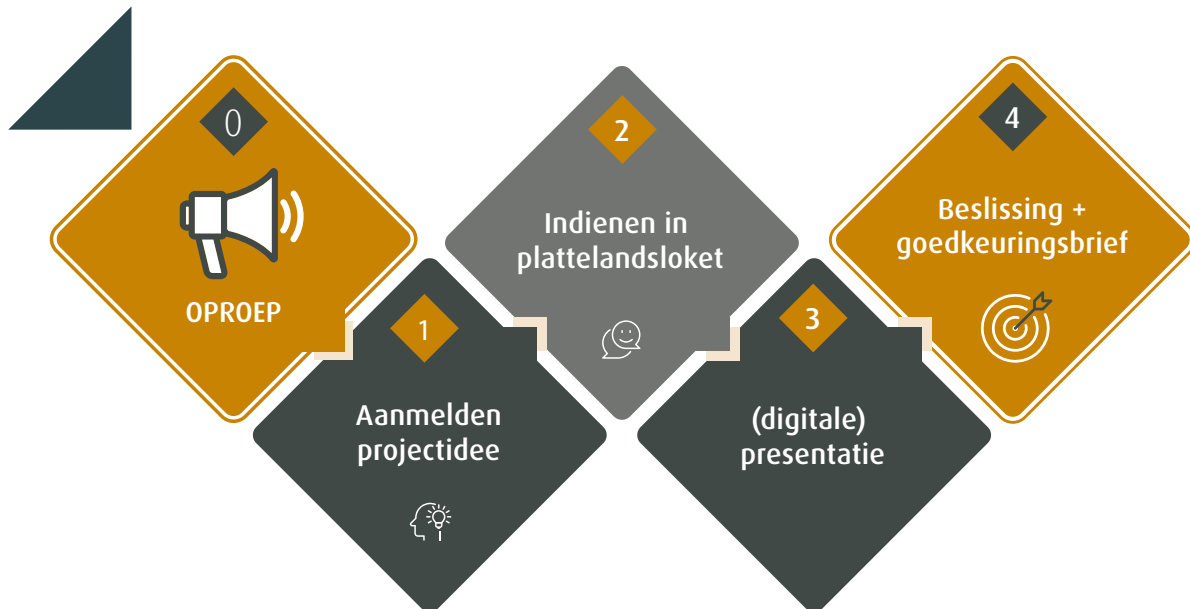 0
OPROEP
1
Aanmelden
projectidee
2
Indienen in
plattelandsloket
3
(digitale)
presentatie
4
Beslissing +
goedkeuringsbrief